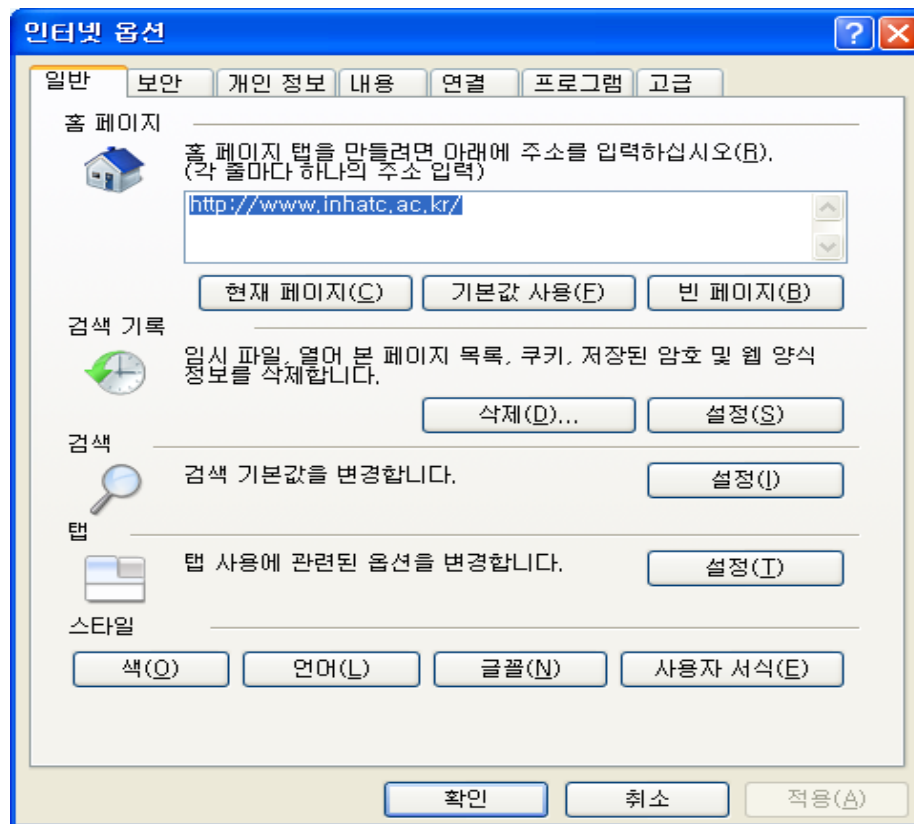 인터넷 옵션
일반 보안 개인 정보 내용 연결 프로그램 고급
홈 페이지
홈 페이지 탭을 만들려면 아래에 주소를 입력하십시오(R).
(각 줄마다 하나의 주소 입력)
http://www.inhatc.ac.kr/
현재 페이지(C) 기본값 사용(F) 빈 페이지(B)
검색 기록
임시 파일, 열어 본 페이지 목록, 쿠키, 저장된 암호 및 웹 양식
정보를 삭제합니다.
삭제(D)... 설정(S)
검색
검색 기본값을 변경합니다. 설정(I)
탭
탭 사용에 관련된 옵션을 변경합니다. 설정(T)
스타일
색(O) 언어(L) 글꼴(N) 사용자 서식(E)
확인 취소 적용(A)